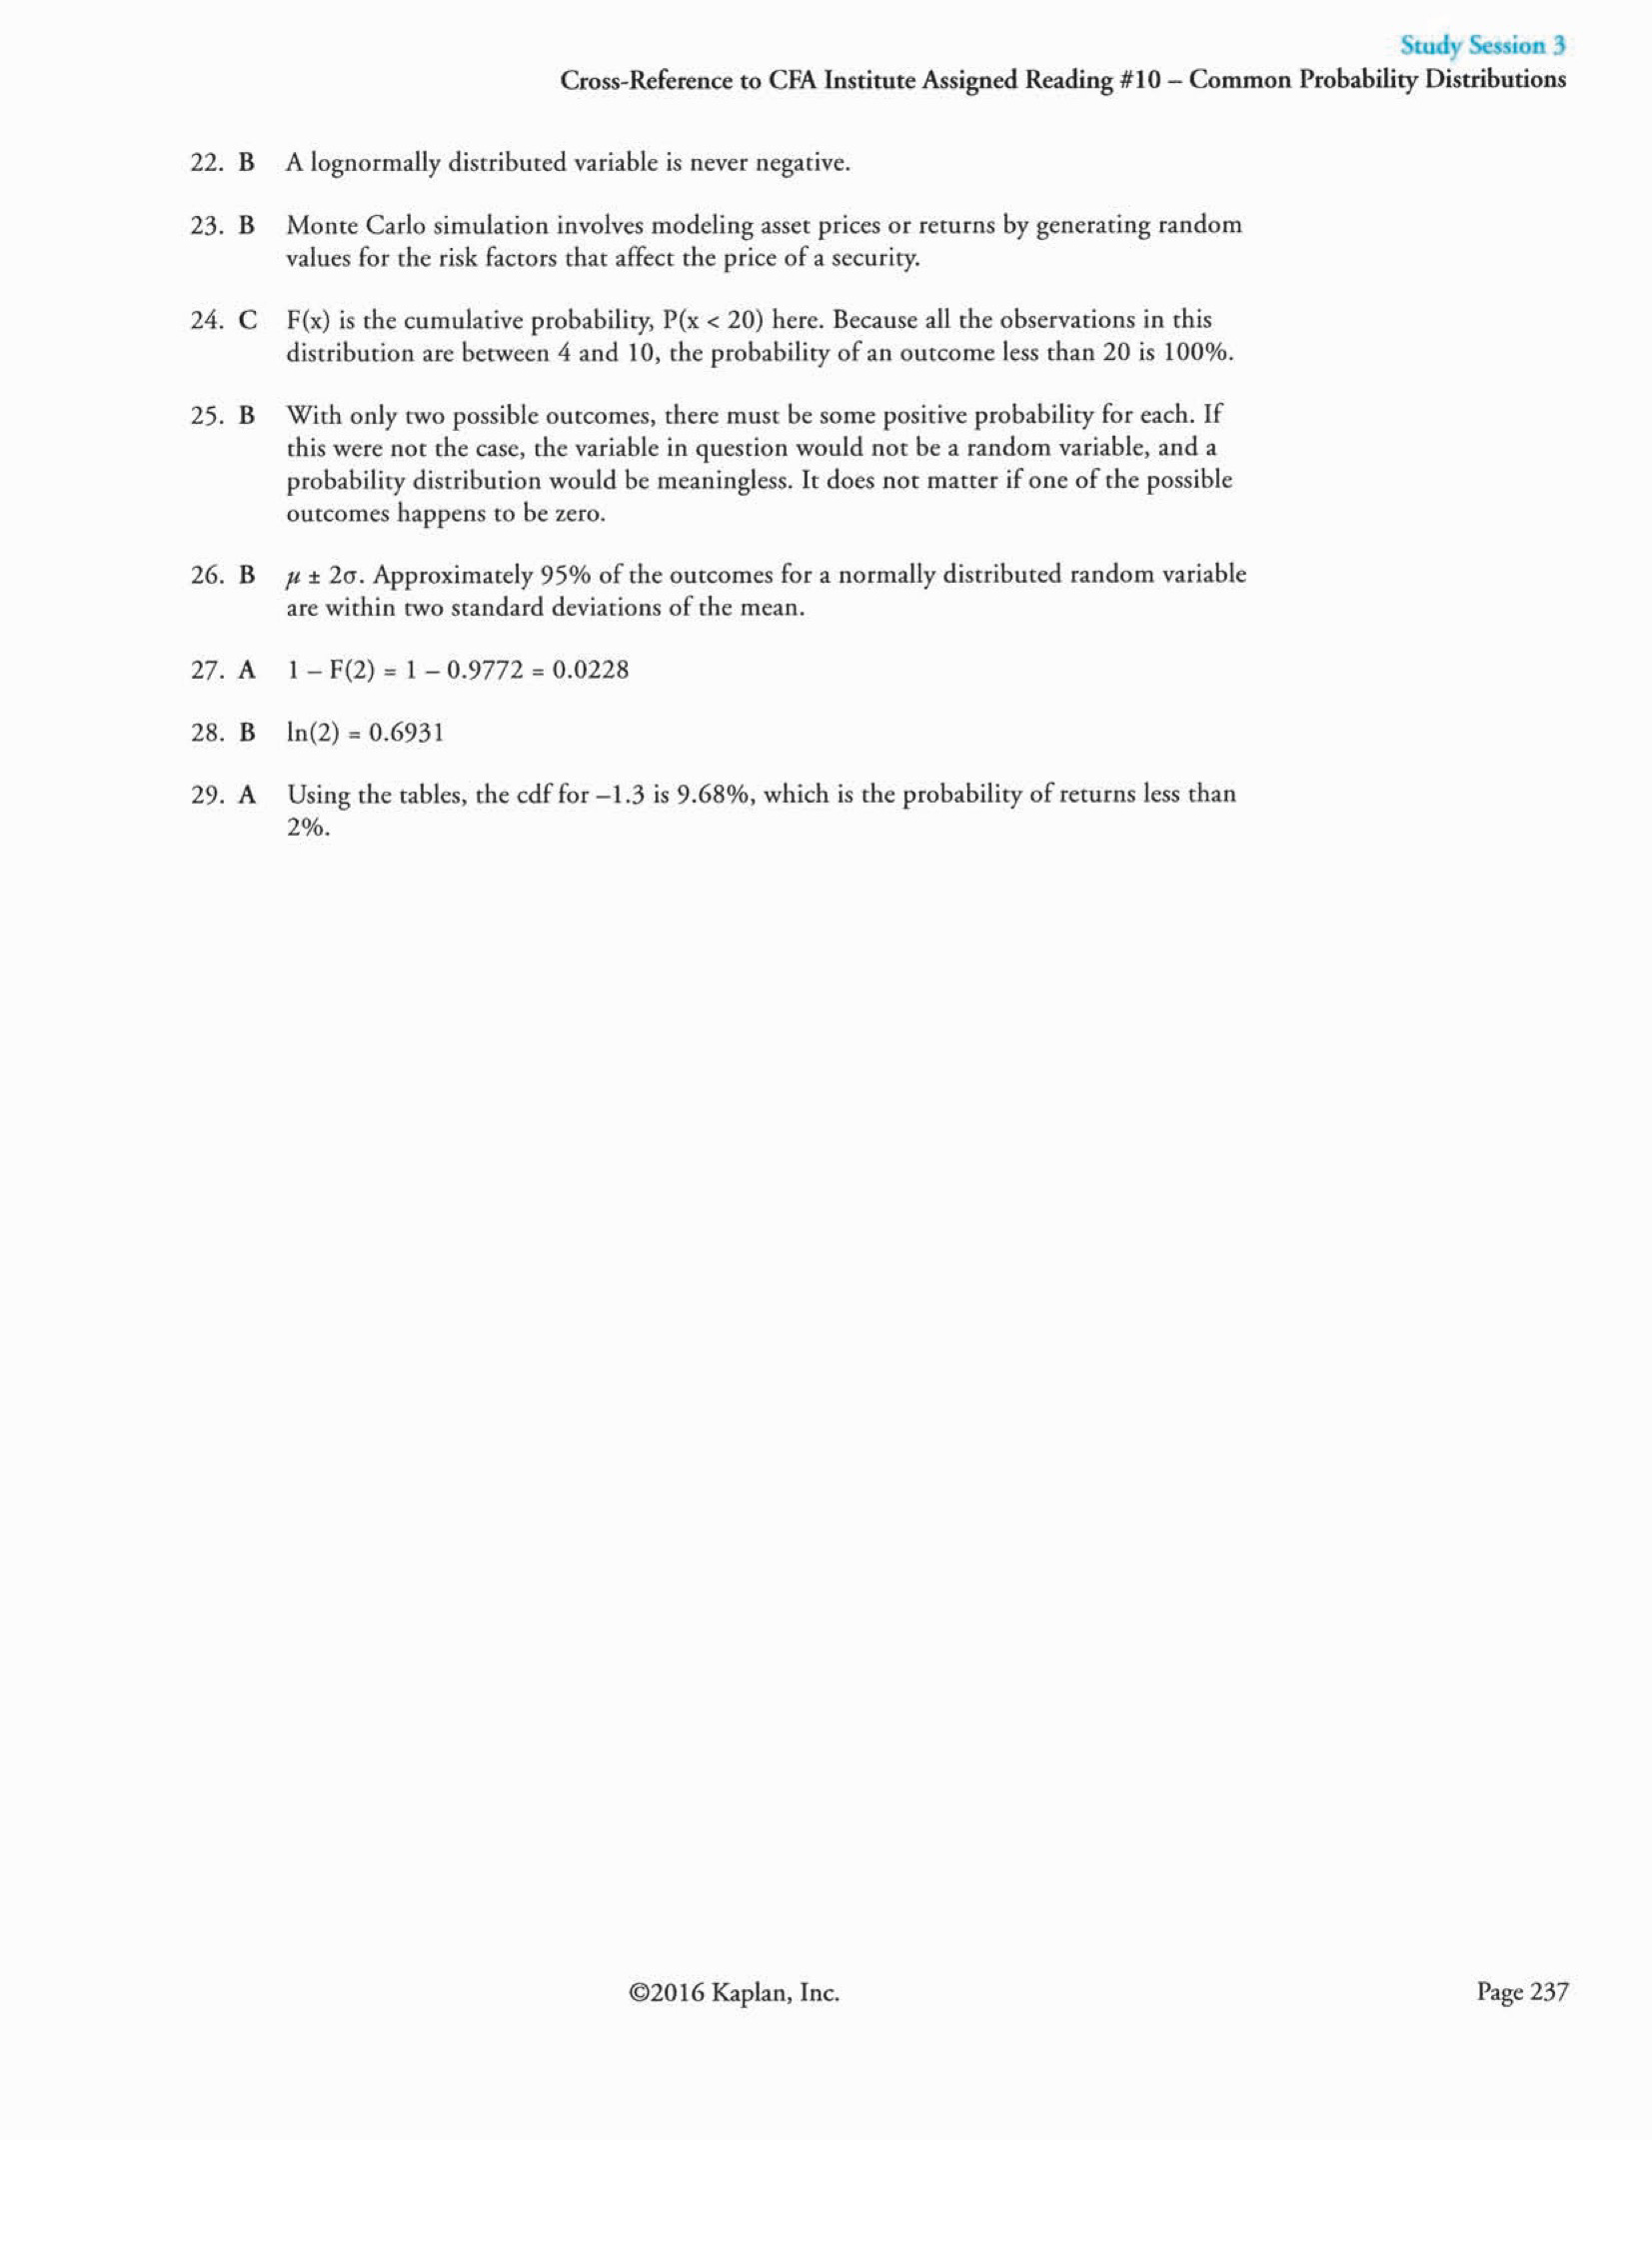 Study Session 3
Cross-Reference to CFA Institute Assigned Reading #10 – Common Probability Distributions
22. B A lognormally distributed variable is never negative.
23. B Monte Carlo simulation involves modeling asset prices or returns by generating random
values for the risk factors that affect the price of a security.
24. C F(x) is the cumulative probability, P(x < 20) here. Because all the observations in this
distribution are between 4 and 10, the probability of an outcome less than 20 is 100%.
25. B With only two possible outcomes, there must be some positive probability for each. If
this were not the case, the variable in question would not be a random variable, and a
probability distribution would be meaningless. It does not matter if one of the possible
outcomes happens to be zero.
26. B μ ± 2σ. Approximately 95% of the outcomes for a normally distributed random variable
are within two standard deviations of the mean.
27. A 1 – F(2) = 1 – 0.9772 = 0.0228
28. B ln(2) = 0.6931
29. A Using the tables, the cdf for –1.3 is 9.68%, which is the probability of returns less than
2%.
©2016 Kaplan, Inc.
Page 237